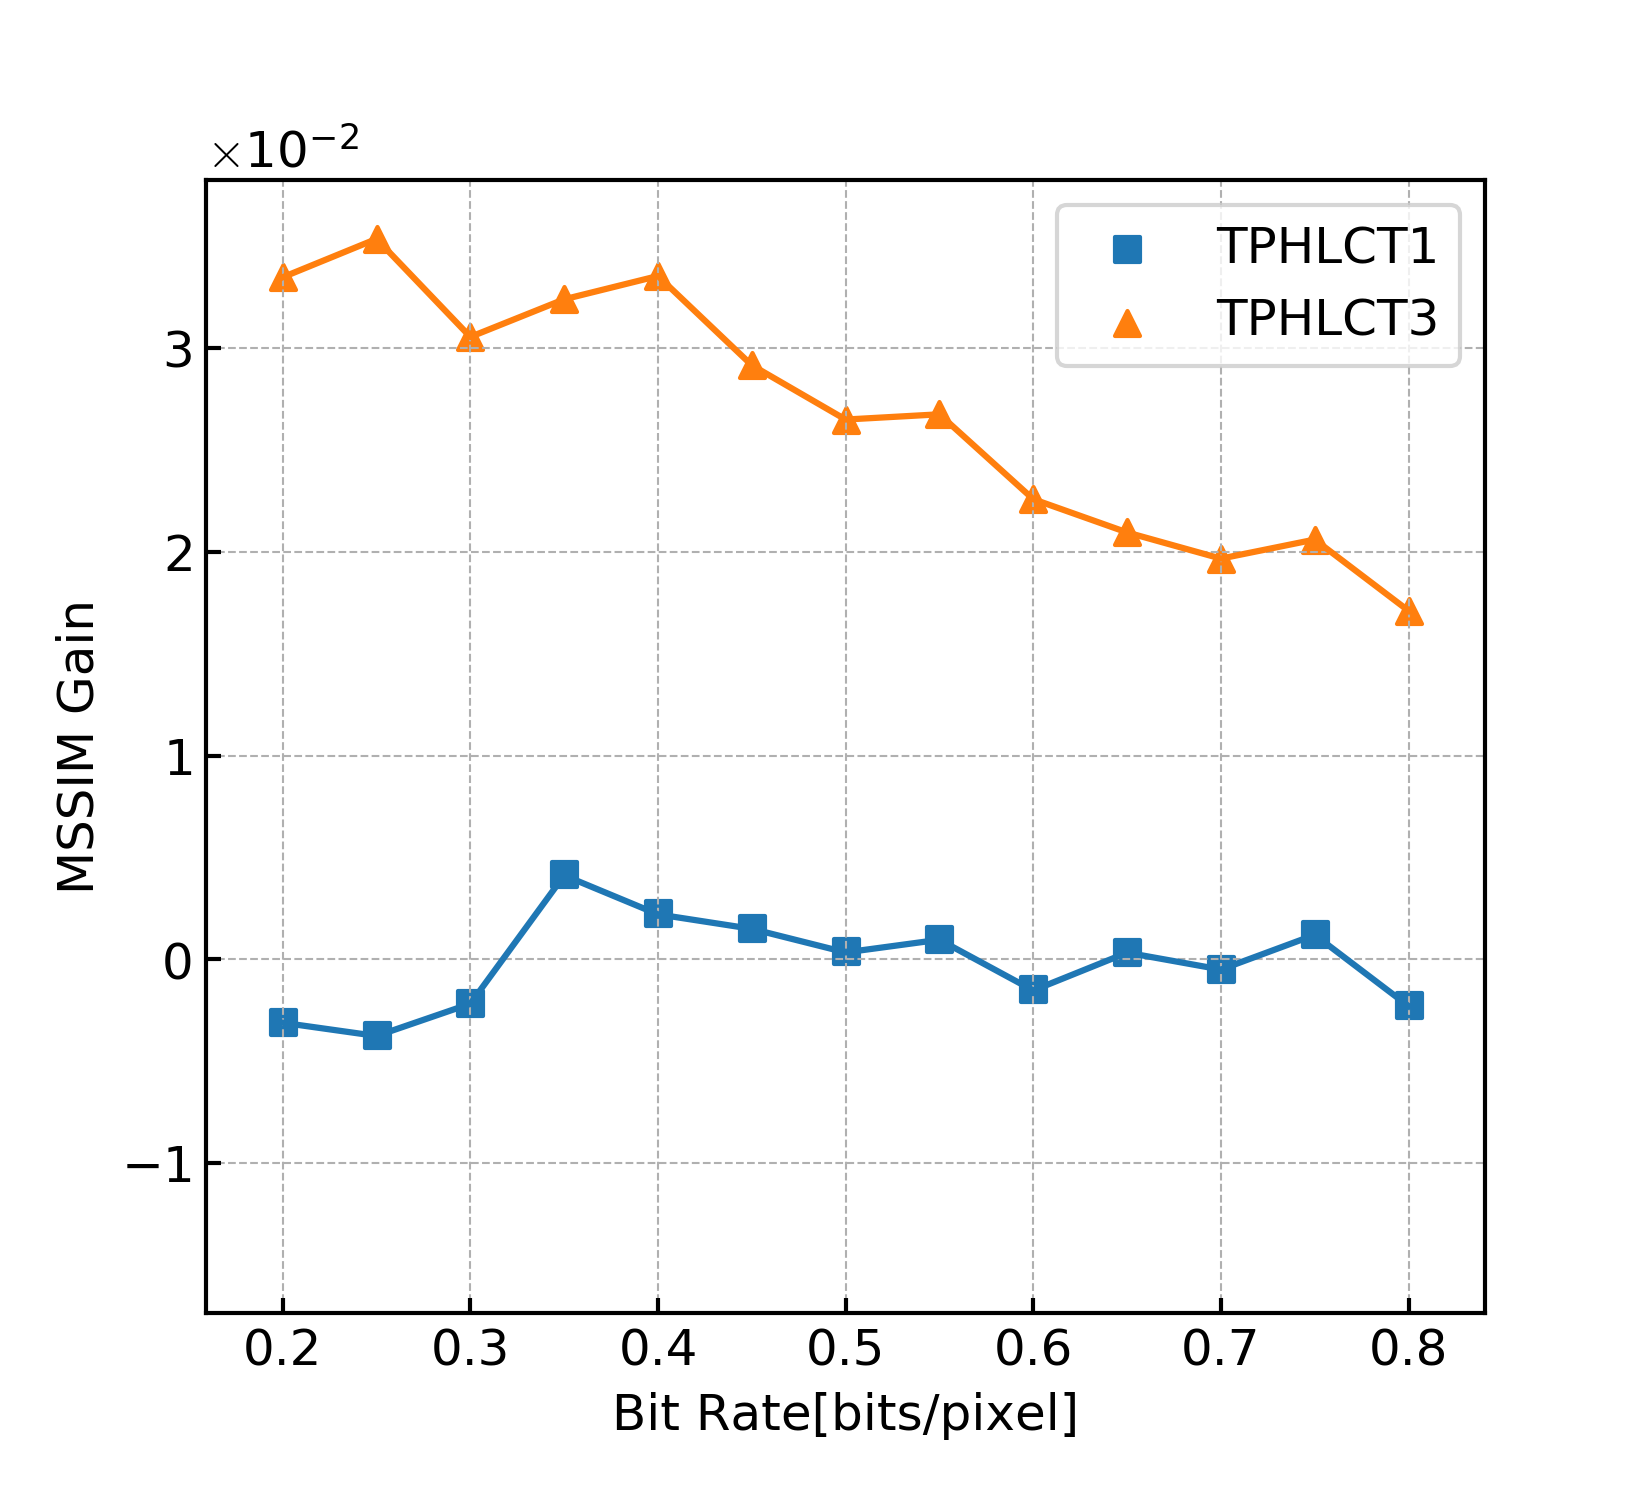 ×10⁻²
TPHLCT1
TPHLCT3
3
2
1
0
−1
MSSIM Gain
0.2 0.3 0.4 0.5 0.6 0.7 0.8
Bit Rate[bits/pixel]